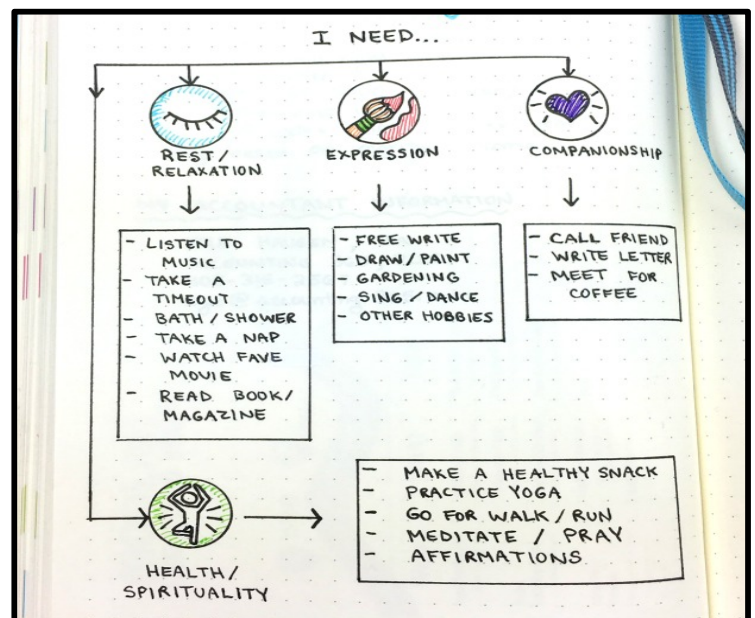 I NEED...
REST/
RELAXATION
EXPRESSION
COMPANIONSHIP
- LISTEN TO
MUSIC
- TAKE A
TIMEOUT
- BATH / SHOWER
- TAKE A NAP
- WATCH FAVE
MOVIE
- READ BOOK/
MAGAZINE
- FREE WRITE
- DRAW / PAINT
- GARDENING
- SING / DANCE
- OTHER HOBBIES
- CALL FRIEND
- WRITE LETTER
- MEET FOR
COFFEE
HEALTH/
SPIRITUALITY
- MAKE A HEALTHY SNACK
- PRACTICE YOGA
- GO FOR WALK / RUN
- MEDITATE / PRAY
- AFFIRMATIONS